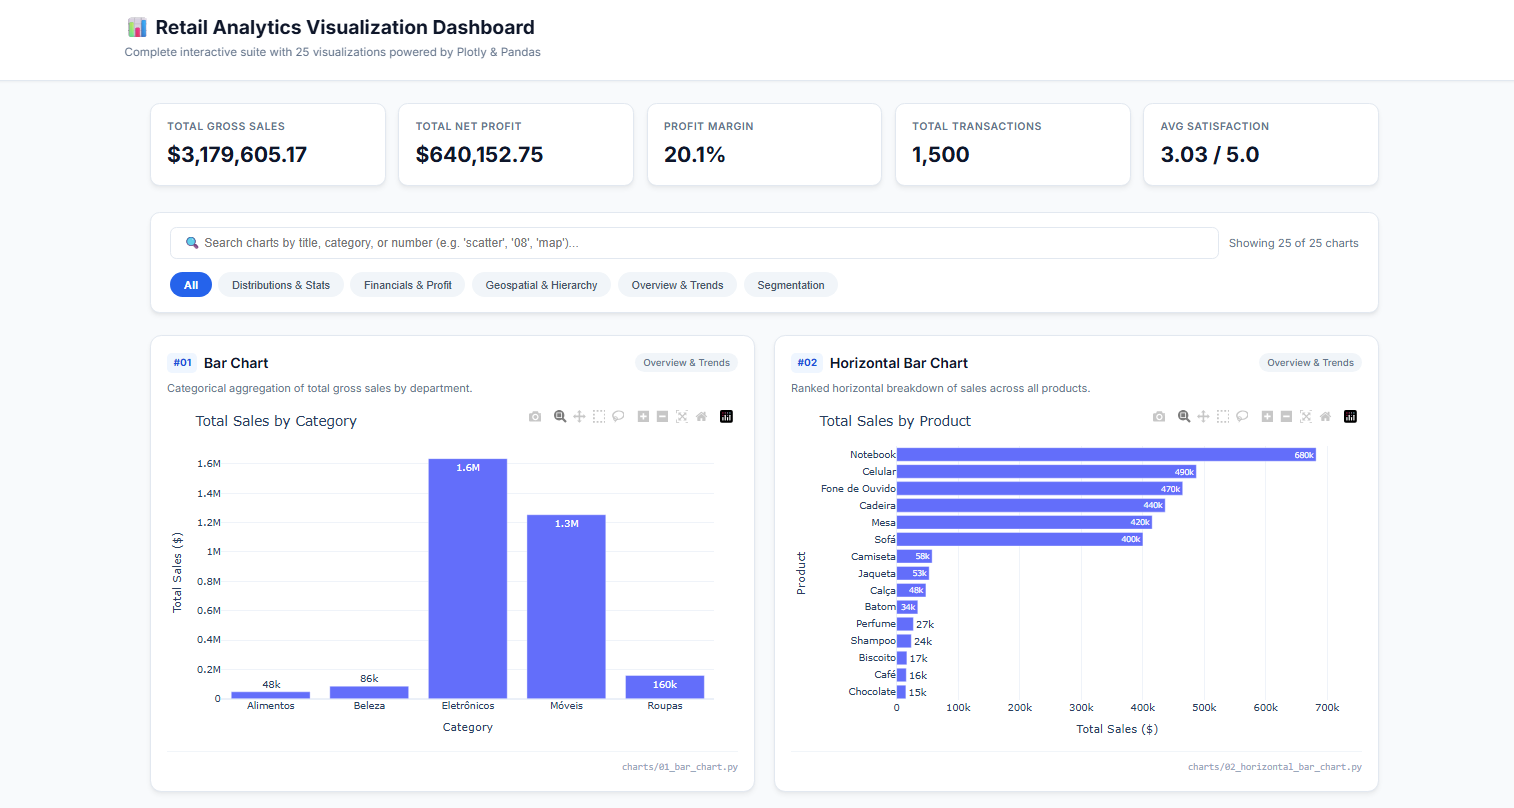 📊 Retail Analytics Visualization Dashboard
Complete interactive suite with 25 visualizations powered by Plotly & Pandas
TOTAL GROSS SALES
$3,179,605.17
TOTAL NET PROFIT
$640,152.75
PROFIT MARGIN
20.1%
TOTAL TRANSACTIONS
1,500
AVG SATISFACTION
3.03 / 5.0
🔍 Search charts by title, category, or number (e.g. 'scatter', '08', 'map')...
Showing 25 of 25 charts
All
Distributions & Stats
Financials & Profit
Geospatial & Hierarchy
Overview & Trends
Segmentation
#01 Bar Chart
Overview & Trends
Categorical aggregation of total gross sales by department.
Total Sales by Category
Total Sales ($)
1.6M
1.4M
1.2M
1M
0.8M
0.6M
0.4M
0.2M
0
48k
86k
1.6M
1.3M
160k
Alimentos
Beleza
Eletrônicos
Móveis
Roupas
Category
charts/01_bar_chart.py
#02 Horizontal Bar Chart
Overview & Trends
Ranked horizontal breakdown of sales across all products.
Total Sales by Product
Product
Notebook 680k
Celular 490k
Fone de Ouvido 470k
Cadeira 440k
Mesa 420k
Sofá 400k
Camiseta 58k
Jaqueta 53k
Calça 48k
Batom 34k
Perfume 27k
Shampoo 24k
Biscoito 17k
Café 16k
Chocolate 15k
0
100k
200k
300k
400k
500k
600k
700k
Total Sales ($)
charts/02_horizontal_bar_chart.py